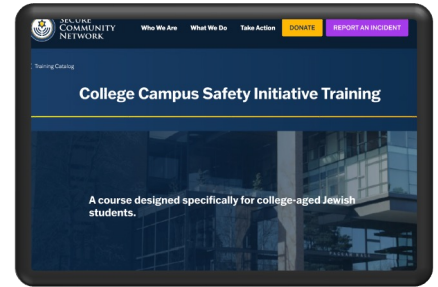 SECURE
COMMUNITY
NETWORK
Who We Are What We Do Take Action DONATE REPORT AN INCIDENT
Training Catalog
College Campus Safety Initiative Training
A course designed specifically for college-aged Jewish
students.